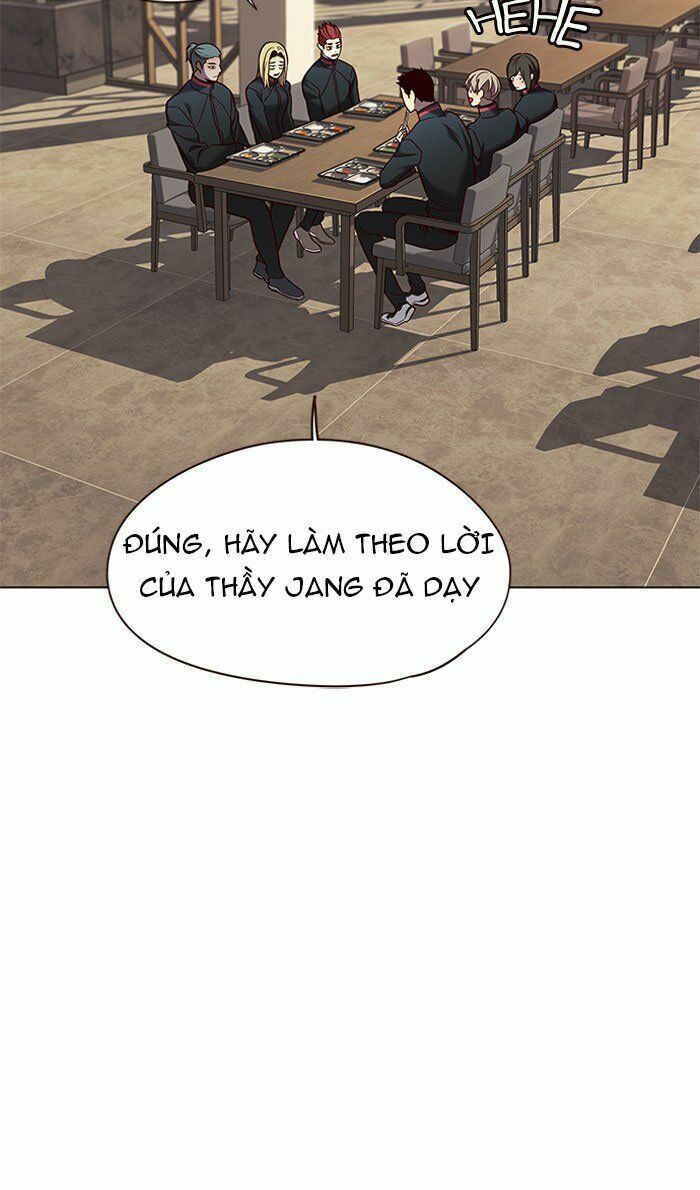 HEHE
ĐÚNG, HÃY LÀM THEO LỜI
CỦA THẦY JANG ĐÃ DẠY